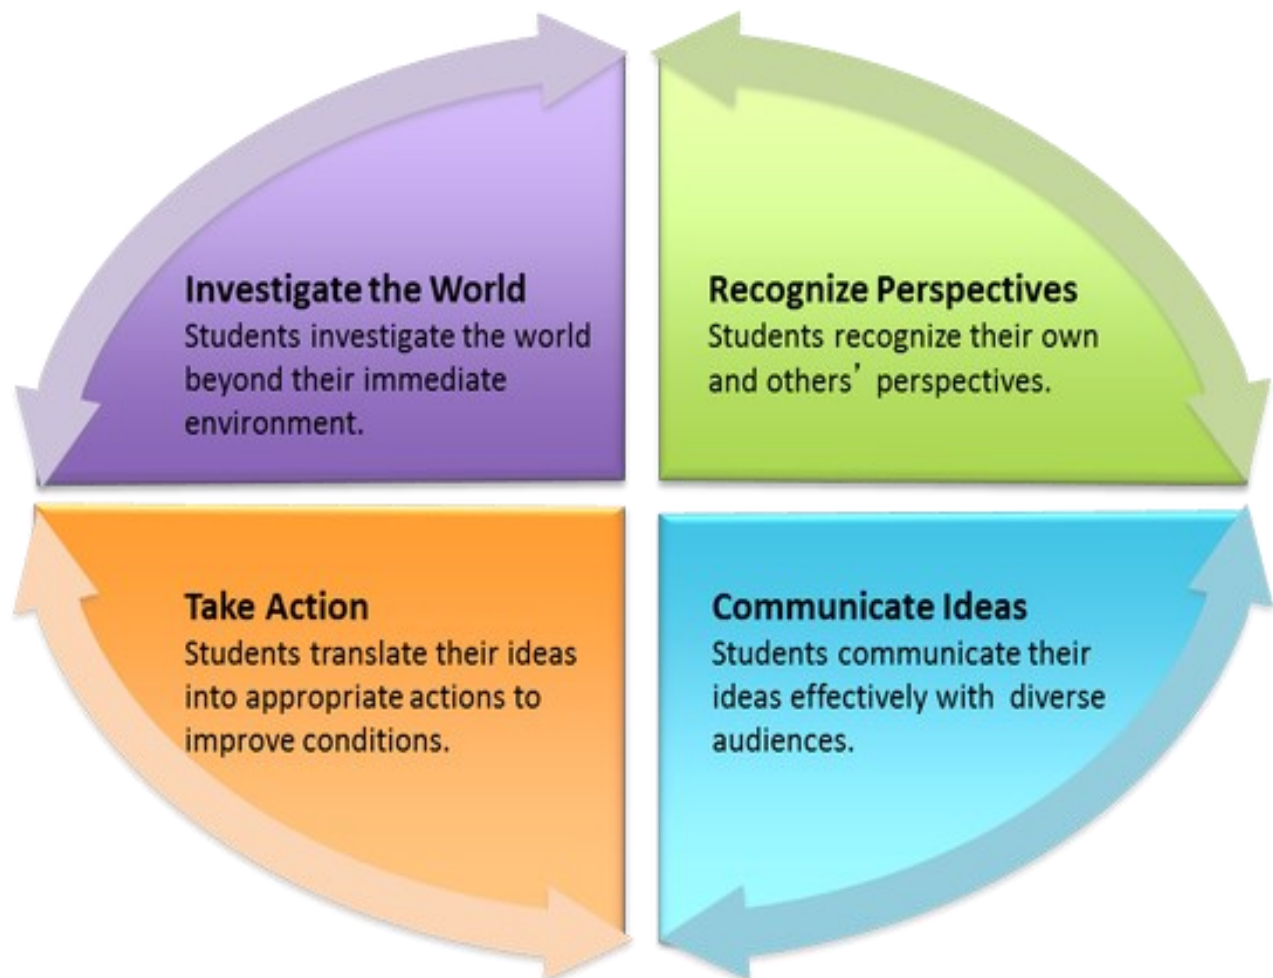 Investigate the World
Students investigate the world
beyond their immediate
environment.
Recognize Perspectives
Students recognize their own
and others’ perspectives.
Take Action
Students translate their ideas
into appropriate actions to
improve conditions.
Communicate Ideas
Students communicate their
ideas effectively with diverse
audiences.